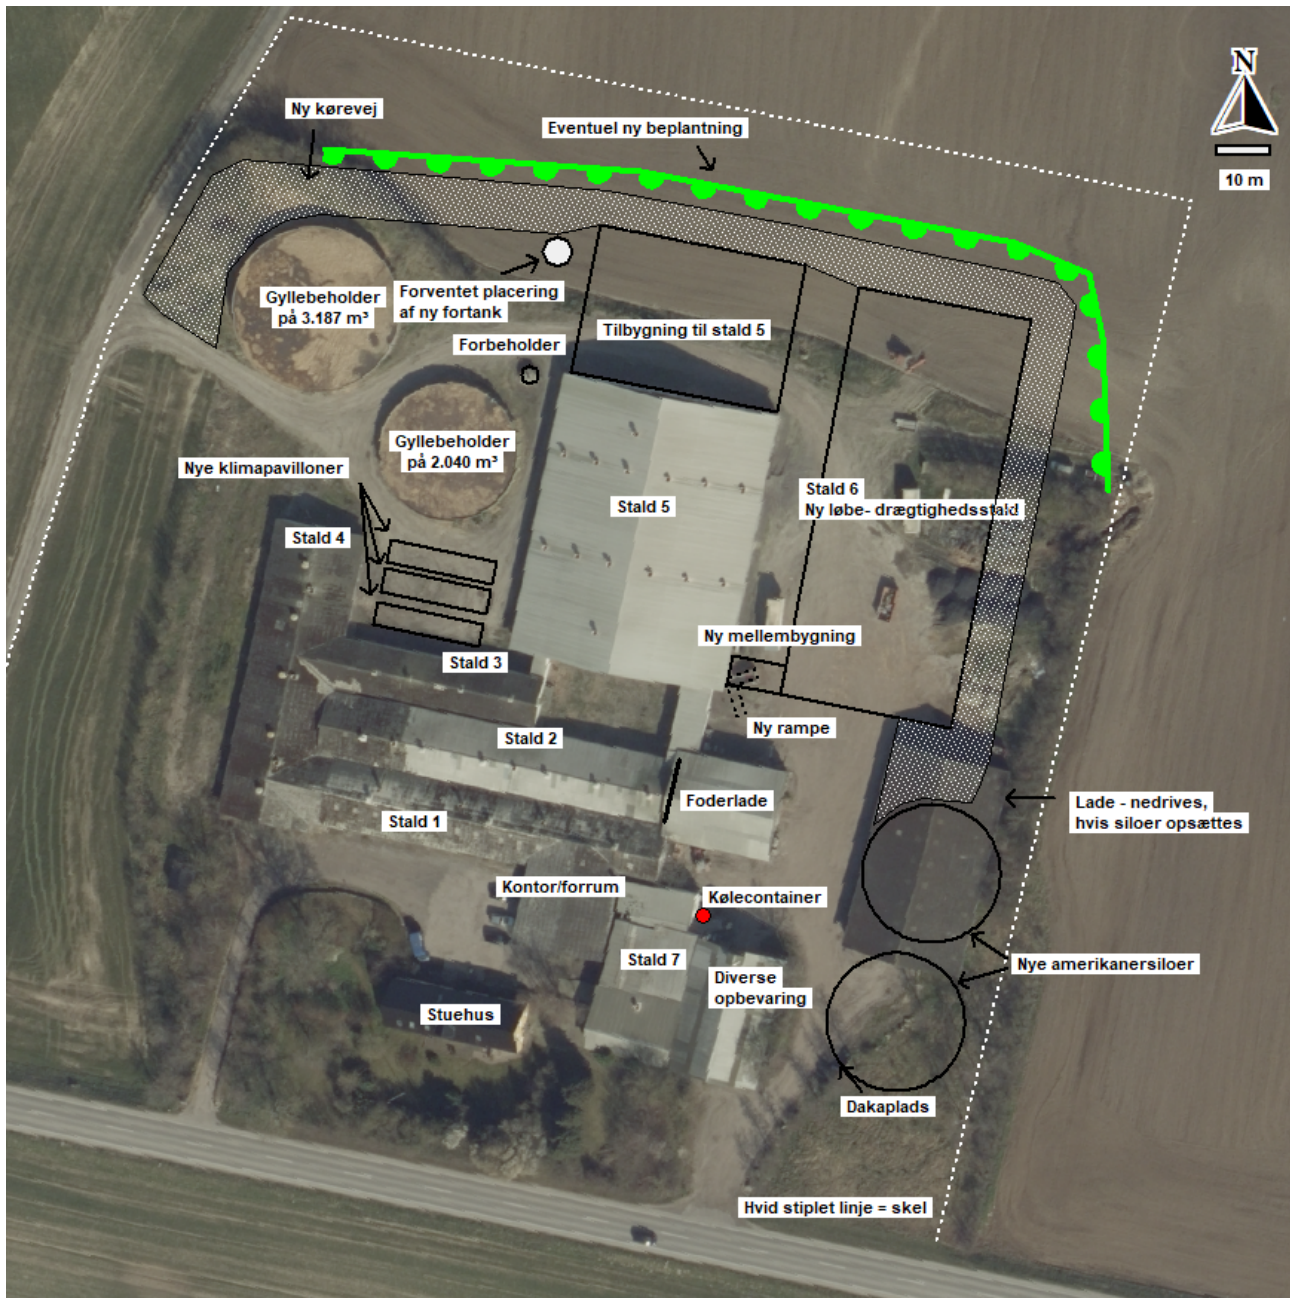 N
10 m
Ny kørevej
Eventuel ny beplantning
Gyllebeholder
på 3.187 m³
Forventet placering
af ny fortank
Tilbygning til stald 5
Forbeholder
Gyllebeholder
på 2.040 m³
Nye klimapavilloner
Stald 4
Stald 5
Stald 6
Ny løbe- drægtighedsstald
Stald 3
Ny mellembygning
Ny rampe
Stald 2
Foderlade
Stald 1
Lade - nedrives,
hvis siloer opsættes
Kontor/forrum
Kølecontainer
Stald 7
Diverse
opbevaring
Nye amerikanersiloer
Stuehus
Dakaplads
Hvid stiplet linje = skel